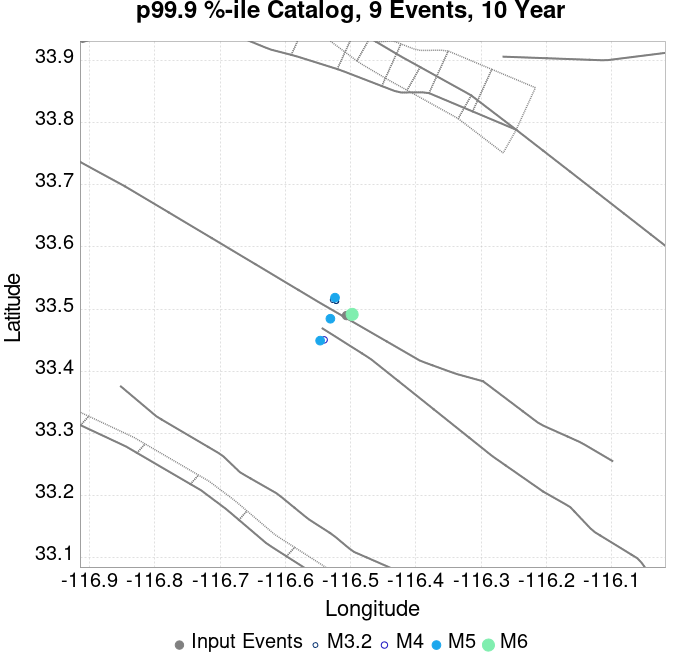 p99.9 %-ile Catalog, 9 Events, 10 Year
33.9
33.8
33.7
33.6
33.5
33.4
33.3
33.2
33.1
Latitude
-116.9 -116.8 -116.7 -116.6 -116.5 -116.4 -116.3 -116.2 -116.1
Longitude
Input Events M3.2 M4 M5 M6